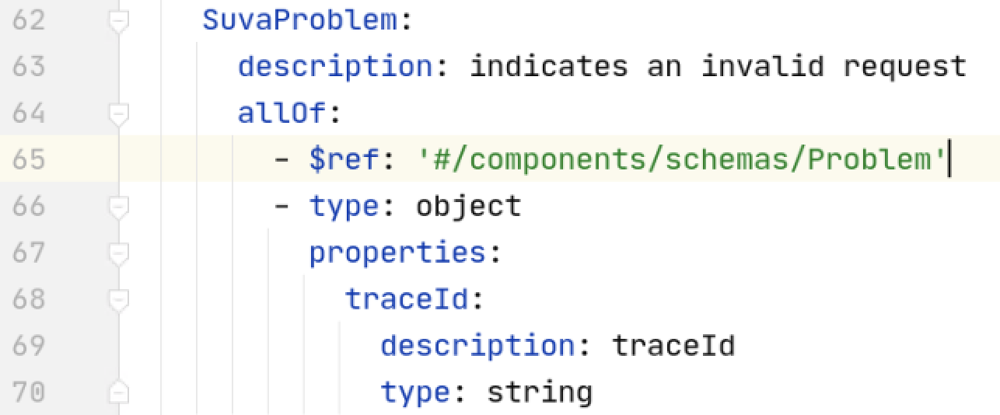 62 SuvaProblem:
63 description: indicates an invalid request
64 allOf:
65 - $ref: '#/components/schemas/Problem'
66 - type: object
67 properties:
68 traceId:
69 description: traceId
70 type: string